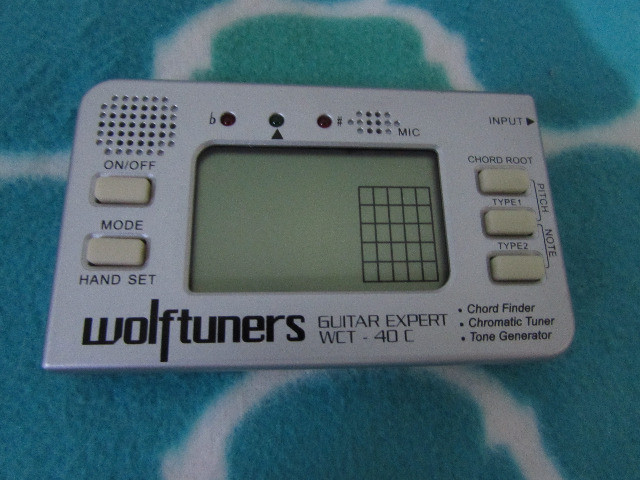 b # MIC INPUT
ON/OFF
CHORD ROOT
TYPE1
PITCH
MODE
TYPE2
NOTE
HAND SET
wolftuners GUITAR EXPERT
WCT - 40 C
• Chord Finder
• Chromatic Tuner
• Tone Generator